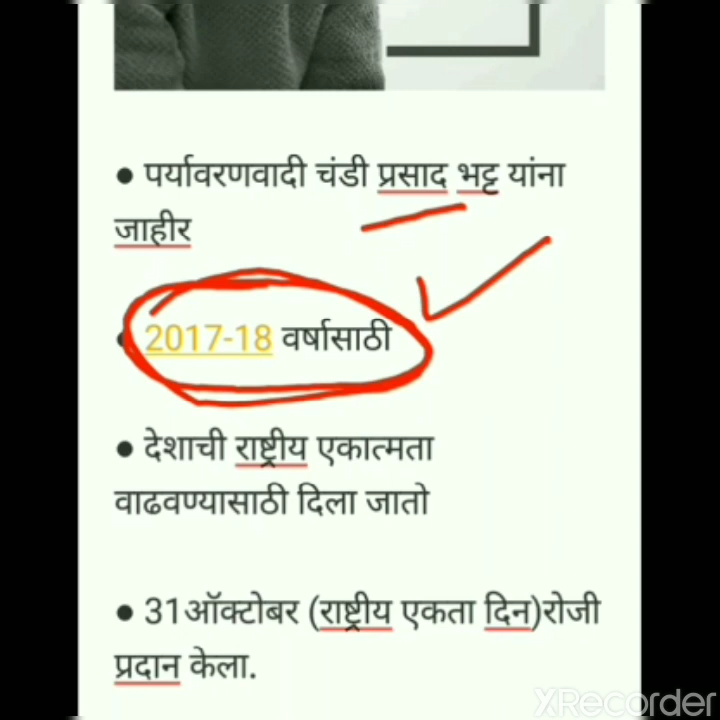 ● पर्यावरणवादी चंडी प्रसाद भट्ट यांना
जाहीर
● 2017-18 वर्षासाठी
● देशाची राष्ट्रीय एकात्मता
वाढवण्यासाठी दिला जातो
● 31ऑक्टोबर (राष्ट्रीय एकता दिन)रोजी
प्रदान केला.
XRecorder